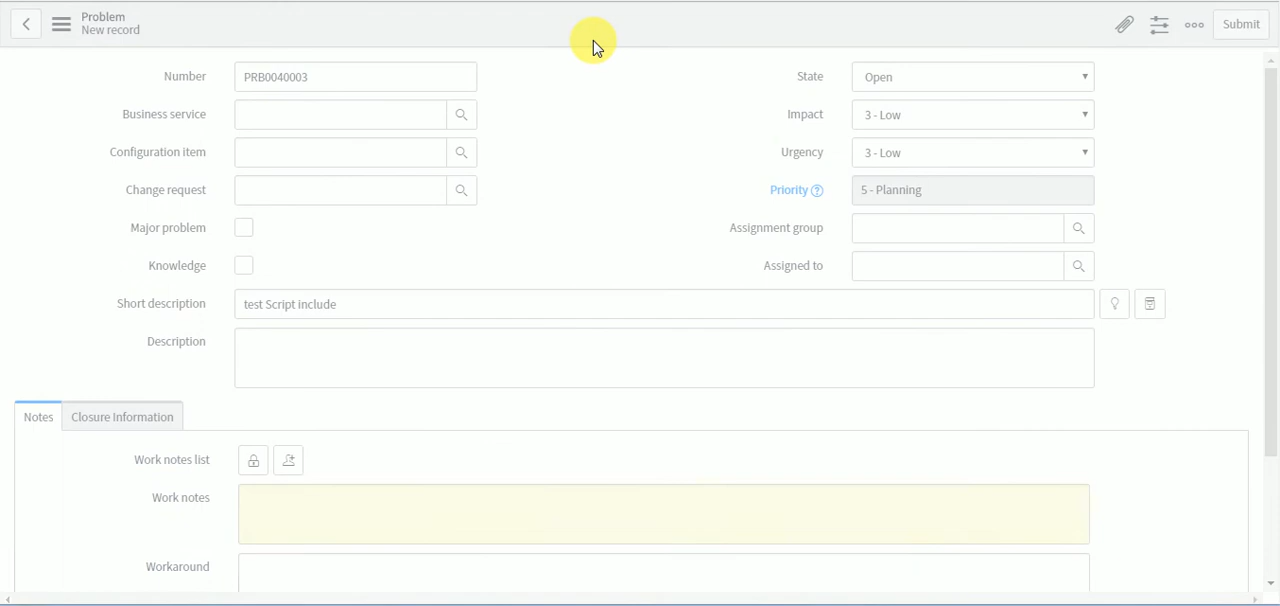 Problem
New record
Submit
Number PRB0040003 State Open
Business service Impact 3 - Low
Configuration item Urgency 3 - Low
Change request Priority 5 - Planning
Major problem Assignment group
Knowledge Assigned to
Short description test Script include
Description
Notes Closure Information
Work notes list
Work notes
Workaround